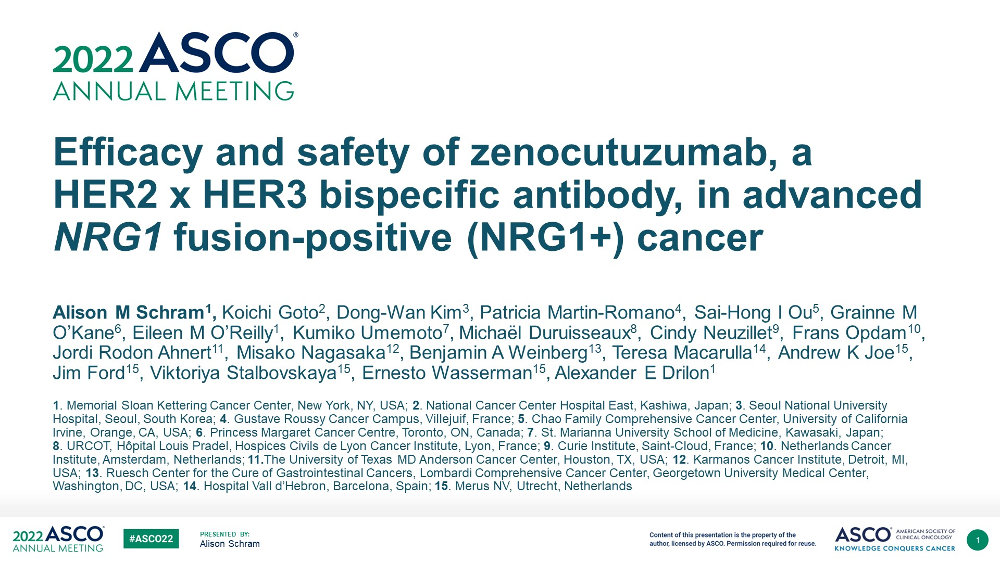 2022 ASCO®
ANNUAL MEETING
Efficacy and safety of zenocutuzumab, a
HER2 x HER3 bispecific antibody, in advanced
NRG1 fusion-positive (NRG1+) cancer
Alison M Schram1, Koichi Goto2, Dong-Wan Kim3, Patricia Martin-Romano4, Sai-Hong I Ou5, Grainne M
O’Kane6, Eileen M O’Reilly1, Kumiko Umemoto7, Michaël Duruisseaux8, Cindy Neuzillet9, Frans Opdam10,
Jordi Rodon Ahnert11, Misako Nagasaka12, Benjamin A Weinberg13, Teresa Macarulla14, Andrew K Joe15,
Jim Ford15, Viktoriya Stalbovskaya15, Ernesto Wasserman15, Alexander E Drilon1
1. Memorial Sloan Kettering Cancer Center, New York, NY, USA; 2. National Cancer Center Hospital East, Kashiwa, Japan; 3. Seoul National University
Hospital, Seoul, South Korea; 4. Gustave Roussy Cancer Campus, Villejuif, France; 5. Chao Family Comprehensive Cancer Center, University of California
Irvine, Orange, CA, USA; 6. Princess Margaret Cancer Centre, Toronto, ON, Canada; 7. St. Marianna University School of Medicine, Kawasaki, Japan;
8. URCOT, Hôpital Louis Pradel, Hospices Civils de Lyon Cancer Institute, Lyon, France; 9. Curie Institute, Saint-Cloud, France; 10. Netherlands Cancer
Institute, Amsterdam, Netherlands; 11.The University of Texas MD Anderson Cancer Center, Houston, TX, USA; 12. Karmanos Cancer Institute, Detroit, MI,
USA; 13. Ruesch Center for the Cure of Gastrointestinal Cancers, Lombardi Comprehensive Cancer Center, Georgetown University Medical Center,
Washington, DC, USA; 14. Hospital Vall d’Hebron, Barcelona, Spain; 15. Merus NV, Utrecht, Netherlands
2022 ASCO®
ANNUAL MEETING
#ASCO22
PRESENTED BY:
Alison Schram
Content of this presentation is the property of the
author, licensed by ASCO. Permission required for reuse.
ASCO® AMERICAN SOCIETY OF
CLINICAL ONCOLOGY
KNOWLEDGE CONQUERS CANCER
1